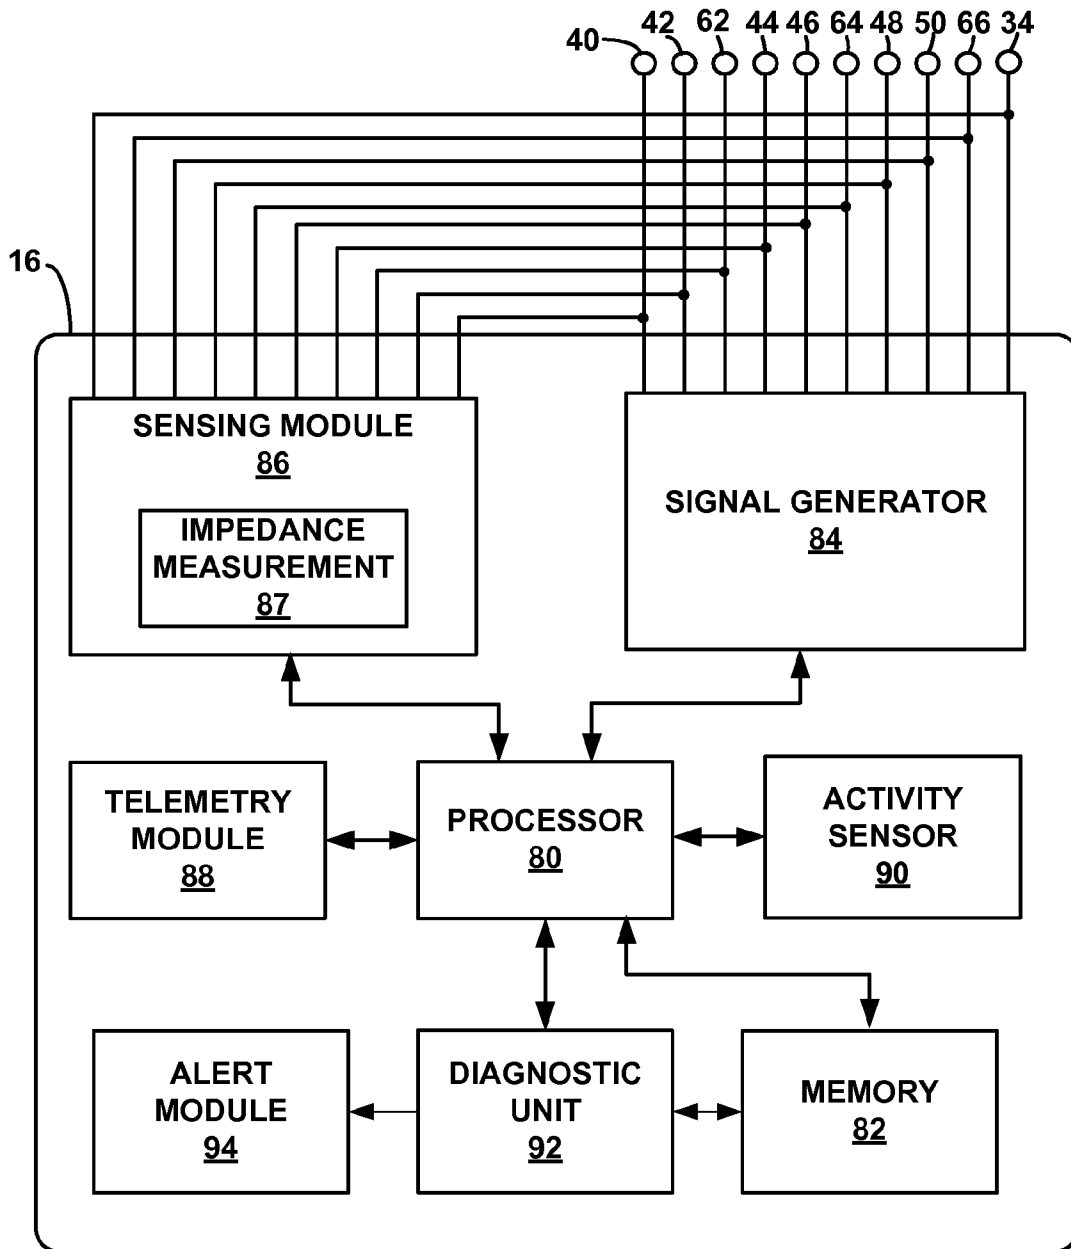 40 42 62 44 46 64 48 50 66 34
16
SENSING MODULE
86
IMPEDANCE
MEASUREMENT
87
SIGNAL GENERATOR
84
TELEMETRY
MODULE
88
PROCESSOR
80
ACTIVITY
SENSOR
90
ALERT
MODULE
94
DIAGNOSTIC
UNIT
92
MEMORY
82